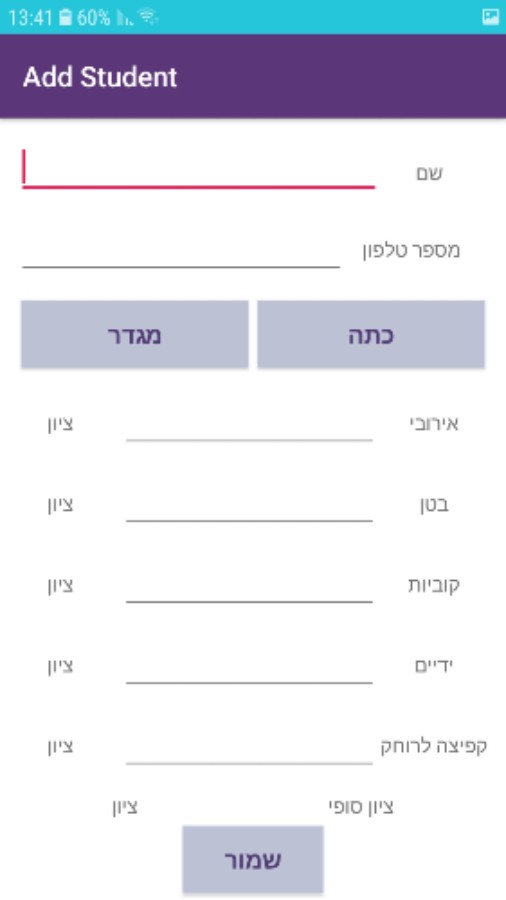 13:41 60%
Add Student
שם
מספר טלפון
כתה מגדר
אירובי ציון
בטן ציון
קוביות ציון
ידיים ציון
קפיצה לרוחק ציון
ציון סופי ציון
שמור